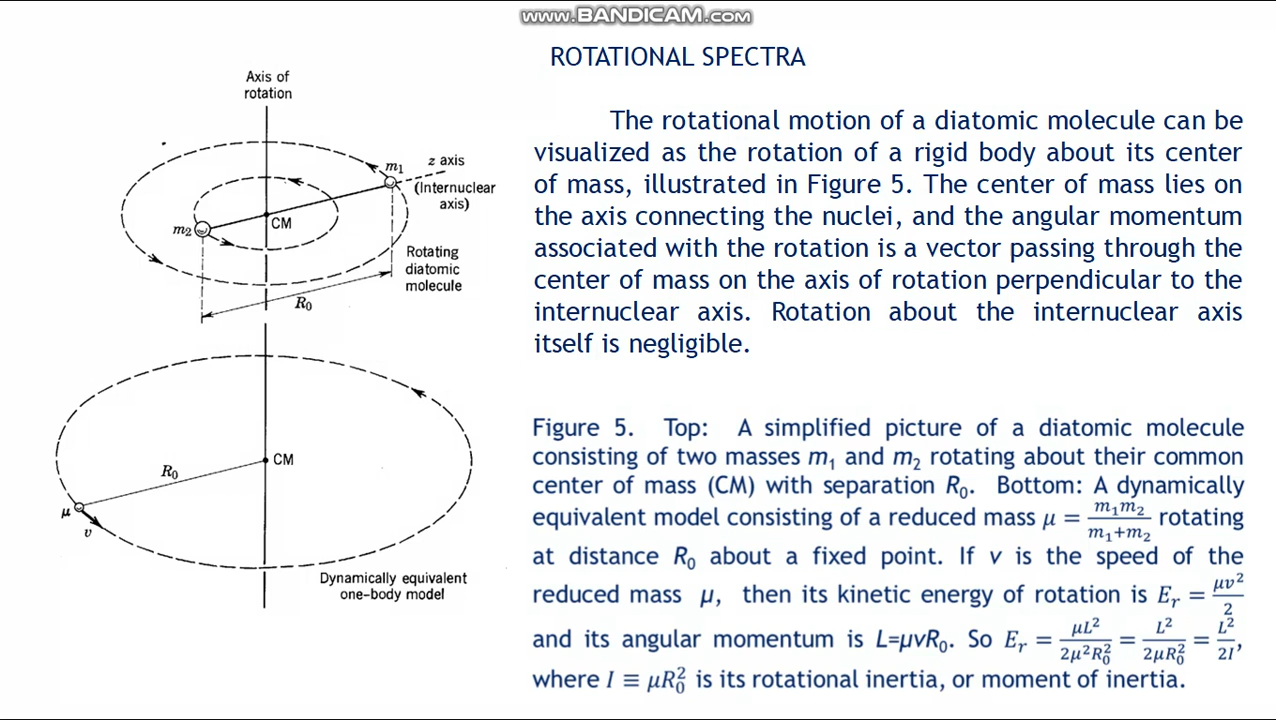 www.BANDICAM.com
ROTATIONAL SPECTRA
Axis of
rotation
m₁
z axis
(Internuclear
axis)
m₂
CM
Rotating
diatomic
molecule
R₀
CM
R₀
μ
v
Dynamically equivalent
one-body model
The rotational motion of a diatomic molecule can be
visualized as the rotation of a rigid body about its center
of mass, illustrated in Figure 5. The center of mass lies on
the axis connecting the nuclei, and the angular momentum
associated with the rotation is a vector passing through the
center of mass on the axis of rotation perpendicular to the
internuclear axis. Rotation about the internuclear axis
itself is negligible.
Figure 5. Top: A simplified picture of a diatomic molecule
consisting of two masses m₁ and m₂ rotating about their common
center of mass (CM) with separation R₀. Bottom: A dynamically
equivalent model consisting of a reduced mass μ = m₁m₂/m₁+m₂ rotating
at distance R₀ about a fixed point. If v is the speed of the
reduced mass μ, then its kinetic energy of rotation is Eᵣ = μv²/2
and its angular momentum is L=μvR₀. So Eᵣ = μL²/2μ²R₀² = L²/2μR₀² = L²/2I,
where I ≡ μR₀² is its rotational inertia, or moment of inertia.